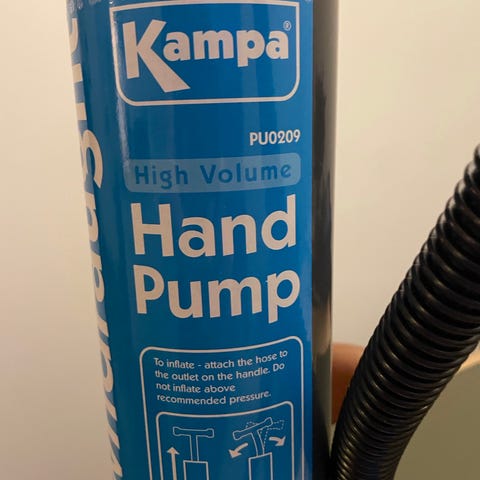 Kampa®
PU0209
High Volume
Hand
Pump
To inflate - attach the hose to
the outlet on the handle. Do
not inflate above
recommended pressure.